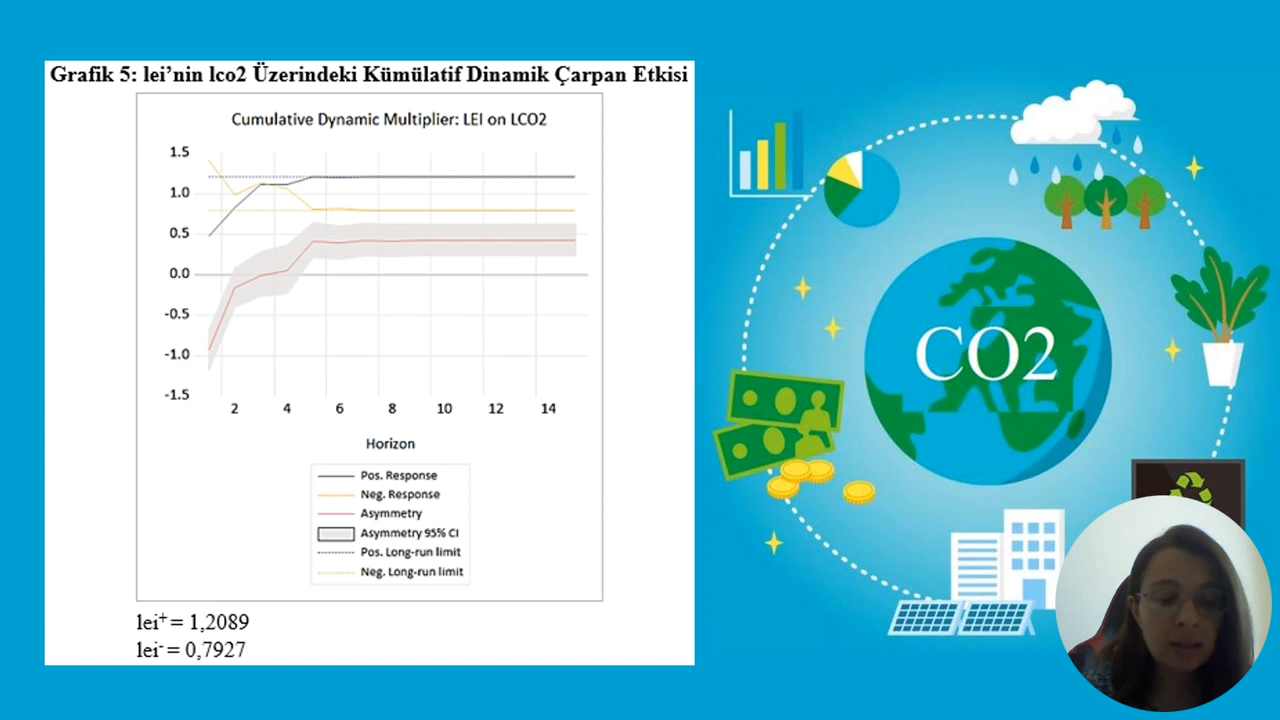 Grafik 5: lei’nin lco2 Üzerindeki Kümülatif Dinamik Çarpan Etkisi
Cumulative Dynamic Multiplier: LEI on LCO2
1.5
1.0
0.5
0.0
-0.5
-1.0
-1.5
2 4 6 8 10 12 14
Horizon
Pos. Response
Neg. Response
Asymmetry
Asymmetry 95% CI
Pos. Long-run limit
Neg. Long-run limit
lei⁺ = 1,2089
lei⁻ = 0,7927
CO2